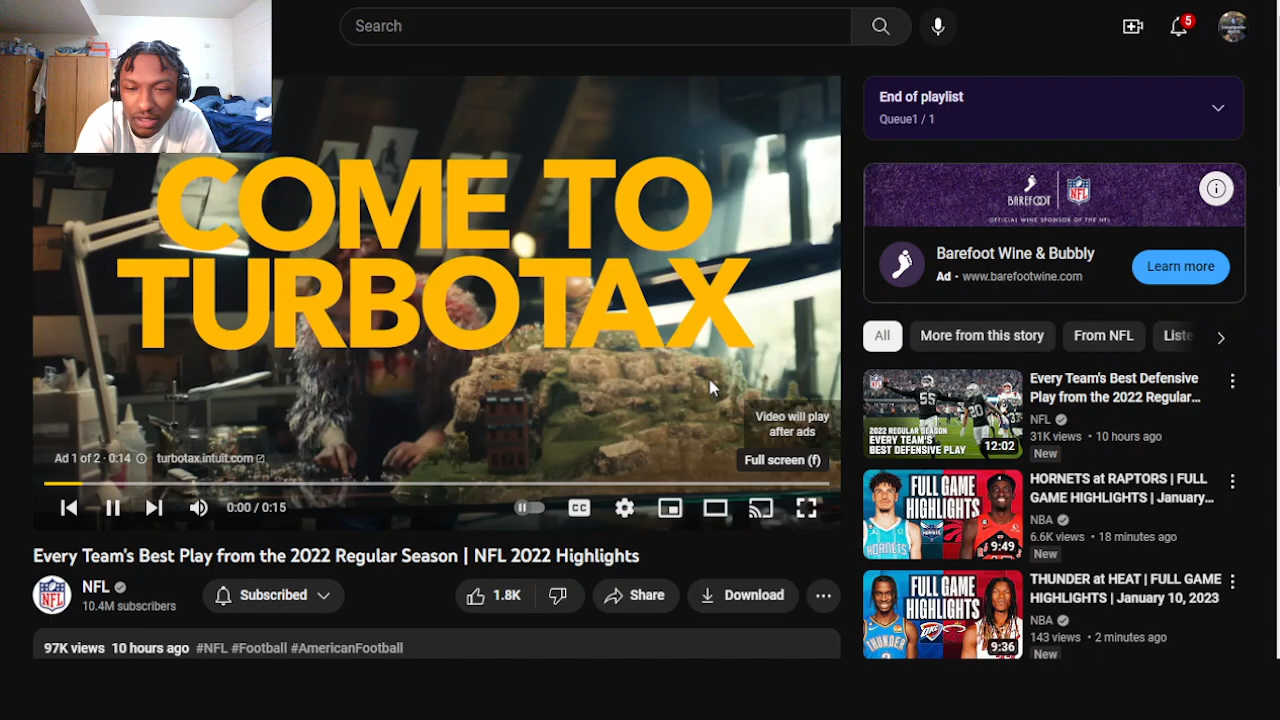 Search
5
COME TO
TURBOTAX
Video will play
after ads
Full screen (f)
Ad 1 of 2 · 0:14
turbotax.intuit.com
0:00 / 0:15
CC
Every Team's Best Play from the 2022 Regular Season | NFL 2022 Highlights
NFL
10.4M subscribers
Subscribed
1.8K
Share
Download
97K views 10 hours ago #NFL #Football #AmericanFootball
End of playlist
Queue1 / 1
BAREFOOT
NFL
OFFICIAL WINE SPONSOR OF THE NFL
Barefoot Wine & Bubbly
Ad · www.barefootwine.com
Learn more
All
More from this story
From NFL
Liste
2022 REGULAR SEASON
EVERY TEAM'S
BEST DEFENSIVE PLAY
12:02
Every Team's Best Defensive
Play from the 2022 Regular...
NFL
31K views · 10 hours ago
New
FULL GAME
HIGHLIGHTS
HORNETS
9:49
HORNETS at RAPTORS | FULL
GAME HIGHLIGHTS | January...
NBA
6.6K views · 18 minutes ago
New
FULL GAME
HIGHLIGHTS
THUNDER
9:36
THUNDER at HEAT | FULL GAME
HIGHLIGHTS | January 10, 2023
NBA
143 views · 2 minutes ago
New